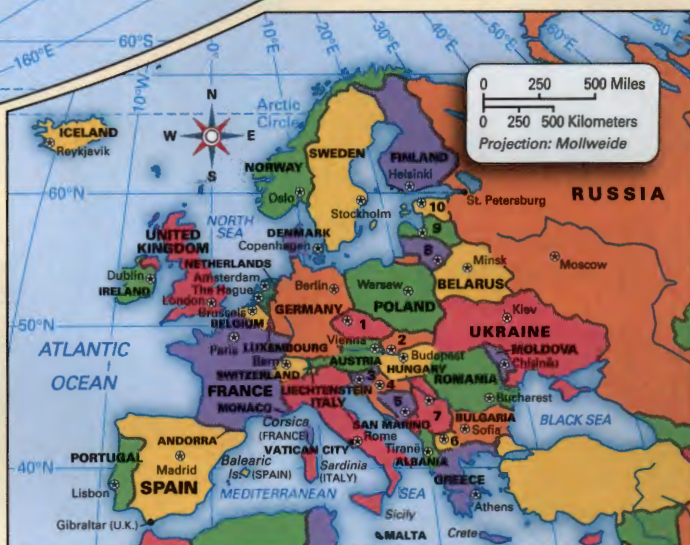 160°E
60°S
10°W
0°
10°E
20°E
30°E
40°E
50°E
60°E
80°E
0 250 500 Miles
0 250 500 Kilometers
Projection: Mollweide
N
W E
S
Arctic
Circle
ICELAND
Reykjavik
NORWAY
Oslo
SWEDEN
Stockholm
FINLAND
Helsinki
St. Petersburg
RUSSIA
Moscow
60°N
NORTH
SEA
UNITED
KINGDOM
DENMARK
Copenhagen
10
9
8
Minsk
BELARUS
NETHERLANDS
Amsterdam
The Hague
Dublin
IRELAND
London
Brussels
BELGIUM
Berlin
GERMANY
Warsaw
POLAND
Kiev
UKRAINE
50°N
ATLANTIC
OCEAN
Paris
LUXEMBOURG
1
Vienna
2
AUSTRIA
Budapest
HUNGARY
MOLDOVA
Chişinău
Bern
SWITZERLAND
FRANCE
LIECHTENSTEIN
3
4
ITALY
ROMANIA
Bucharest
MONACO
5
7
SAN MARINO
BULGARIA
Sofia
BLACK SEA
Corsica
(FRANCE)
VATICAN CITY
Rome
Tiranë
6
ALBANIA
ANDORRA
PORTUGAL
Madrid
SPAIN
Lisbon
40°N
Balearic
Is. (SPAIN)
Sardinia
(ITALY)
GREECE
Athens
MEDITERRANEAN SEA
Sicily
Gibraltar (U.K.)
MALTA
Crete